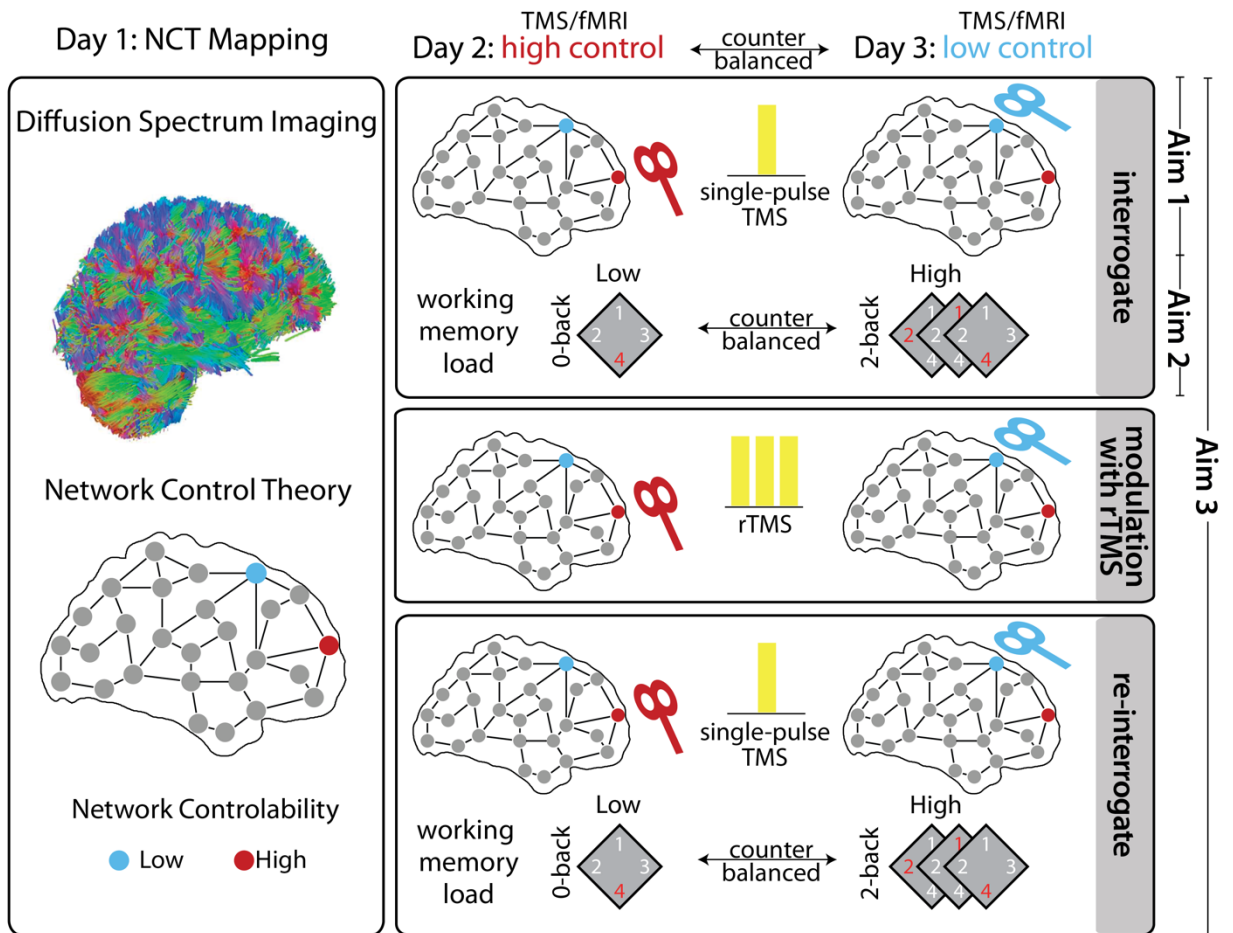 Day 1: NCT Mapping
TMS/fMRI
Day 2: high control
counter
balanced
TMS/fMRI
Day 3: low control
Diffusion Spectrum Imaging
Network Control Theory
Network Controlability
Low
High
single-pulse
TMS
interrogate
Aim 1
Aim 2
Aim 3
working
memory
load
0-back
Low
1
2 3
4
counter
balanced
2-back
High
1 1 1
2 2 2 3
4 4 4
rTMS
modulation
with rTMS
single-pulse
TMS
re-interrogate
working
memory
load
0-back
Low
1
2 3
4
counter
balanced
2-back
High
1 1 1
2 2 2 3
4 4 4